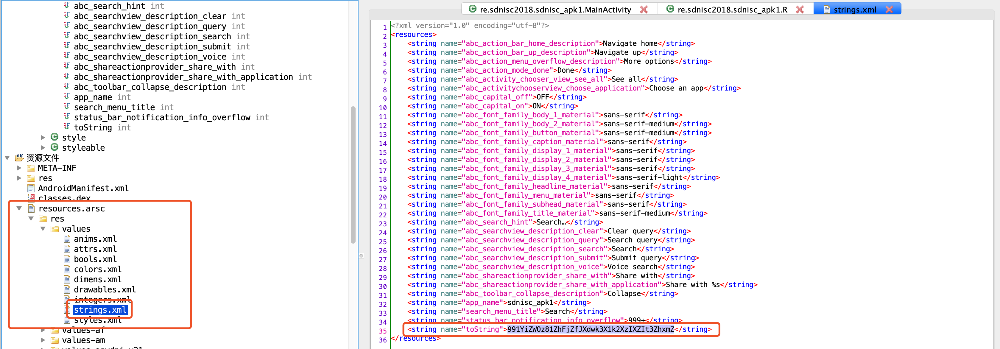 abc_search_hint int
abc_searchview_description_clear int
abc_searchview_description_query int
abc_searchview_description_search int
abc_searchview_description_submit int
abc_searchview_description_voice int
abc_shareactionprovider_share_with int
abc_shareactionprovider_share_with_application int
abc_toolbar_collapse_description int
app_name int
search_menu_title int
status_bar_notification_info_overflow int
toString int
style
styleable
资源文件
META-INF
res
AndroidManifest.xml
classes.dex
resources.arsc
res
values
anims.xml
attrs.xml
bools.xml
colors.xml
dimens.xml
drawables.xml
integers.xml
strings.xml
styles.xml
values-af
values-am
re.sdnisc2018.sdnisc_apk1.MainActivity
re.sdnisc2018.sdnisc_apk1.R
strings.xml
1 <?xml version="1.0" encoding="utf-8"?>
2 <resources>
3 <string name="abc_action_bar_home_description">Navigate home</string>
4 <string name="abc_action_bar_up_description">Navigate up</string>
5 <string name="abc_action_menu_overflow_description">More options</string>
6 <string name="abc_action_mode_done">Done</string>
7 <string name="abc_activity_chooser_view_see_all">See all</string>
8 <string name="abc_activitychooserview_choose_application">Choose an app</string>
9 <string name="abc_capital_off">OFF</string>
10 <string name="abc_capital_on">ON</string>
11 <string name="abc_font_family_body_1_material">sans-serif</string>
12 <string name="abc_font_family_body_2_material">sans-serif-medium</string>
13 <string name="abc_font_family_button_material">sans-serif-medium</string>
14 <string name="abc_font_family_caption_material">sans-serif</string>
15 <string name="abc_font_family_display_1_material">sans-serif</string>
16 <string name="abc_font_family_display_2_material">sans-serif</string>
17 <string name="abc_font_family_display_3_material">sans-serif</string>
18 <string name="abc_font_family_display_4_material">sans-serif-light</string>
19 <string name="abc_font_family_headline_material">sans-serif</string>
20 <string name="abc_font_family_menu_material">sans-serif</string>
21 <string name="abc_font_family_subhead_material">sans-serif</string>
22 <string name="abc_font_family_title_material">sans-serif-medium</string>
23 <string name="abc_search_hint">Search…</string>
24 <string name="abc_searchview_description_clear">Clear query</string>
25 <string name="abc_searchview_description_query">Search query</string>
26 <string name="abc_searchview_description_search">Search</string>
27 <string name="abc_searchview_description_submit">Submit query</string>
28 <string name="abc_searchview_description_voice">Voice search</string>
29 <string name="abc_shareactionprovider_share_with">Share with</string>
30 <string name="abc_shareactionprovider_share_with_application">Share with %s</string>
31 <string name="abc_toolbar_collapse_description">Collapse</string>
32 <string name="app_name">sdnisc_apk1</string>
33 <string name="search_menu_title">Search</string>
34 <string name="status_bar_notification_info_overflow">999+</string>
35 <string name="toString">991YiZWOz81ZhFjZfJXdwk3X1k2XzIXZIt3ZhxmZ</string>
36 </resources>